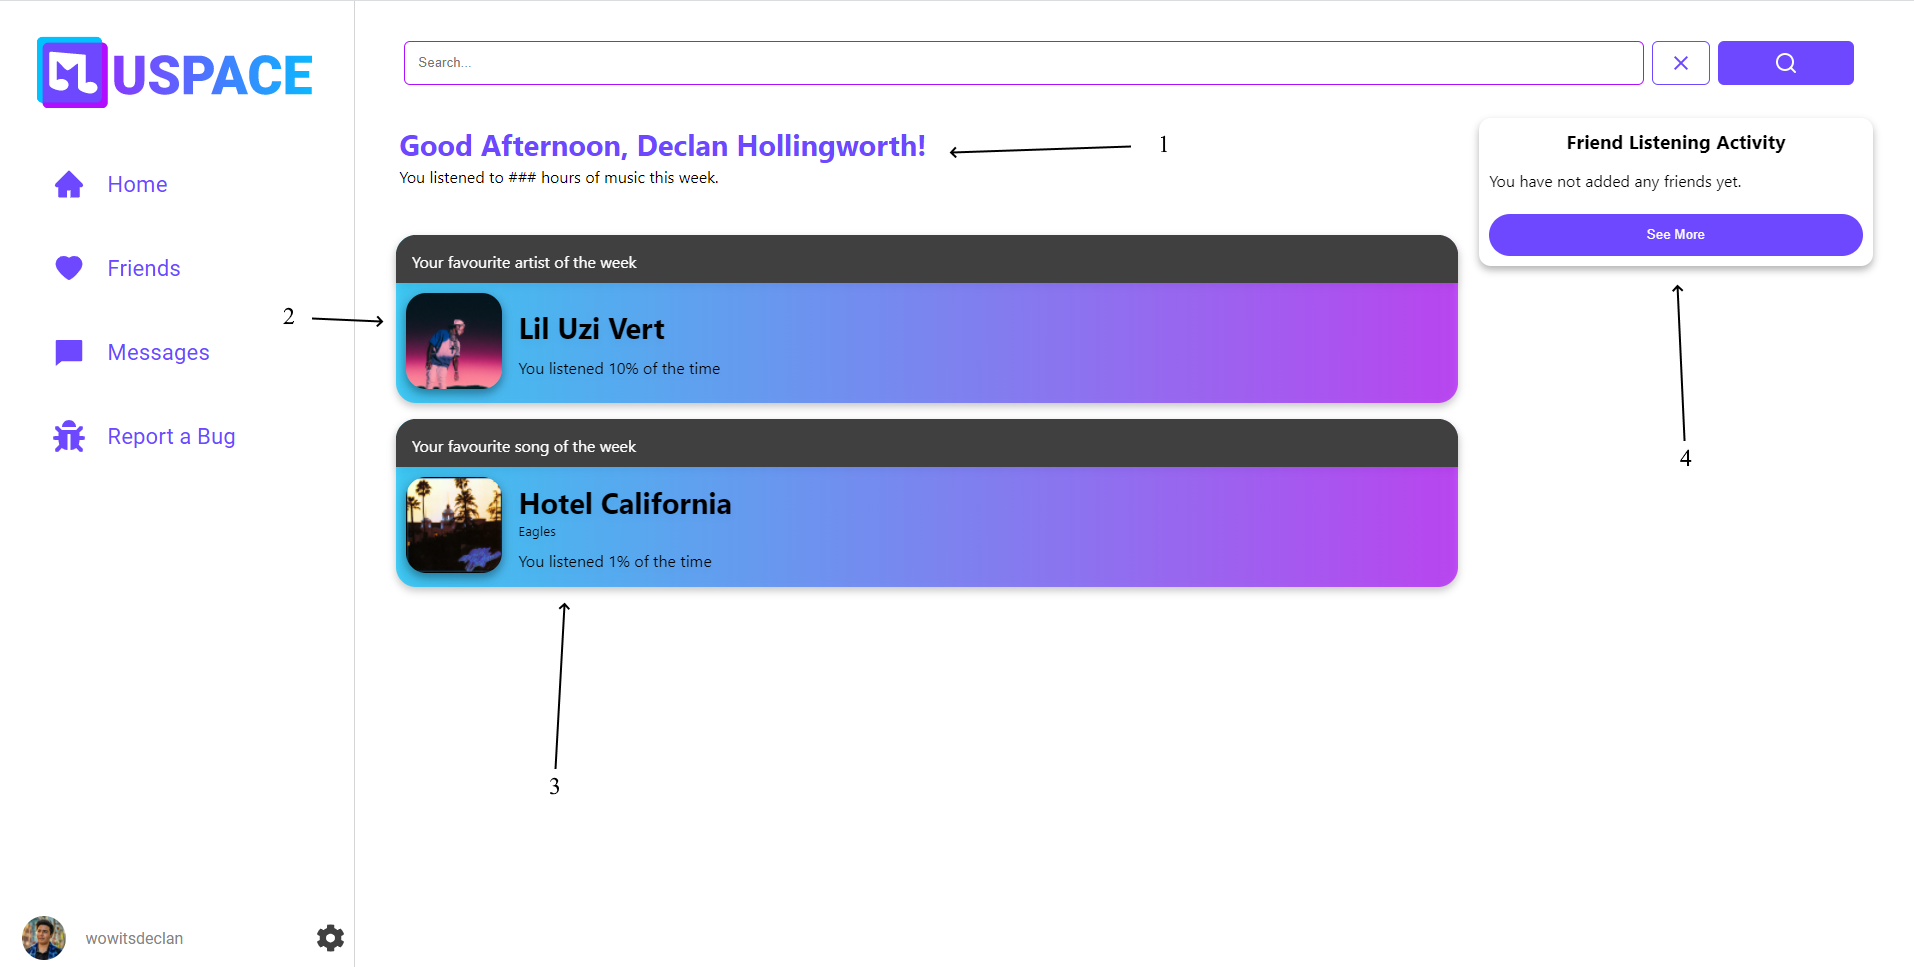 MUSPACE
Home
Friends
Messages
Report a Bug
wowitsdeclan
Search...
Good Afternoon, Declan Hollingworth!
1
You listened to ### hours of music this week.
Your favourite artist of the week
2
Lil Uzi Vert
You listened 10% of the time
Your favourite song of the week
Hotel California
Eagles
You listened 1% of the time
3
Friend Listening Activity
You have not added any friends yet.
See More
4